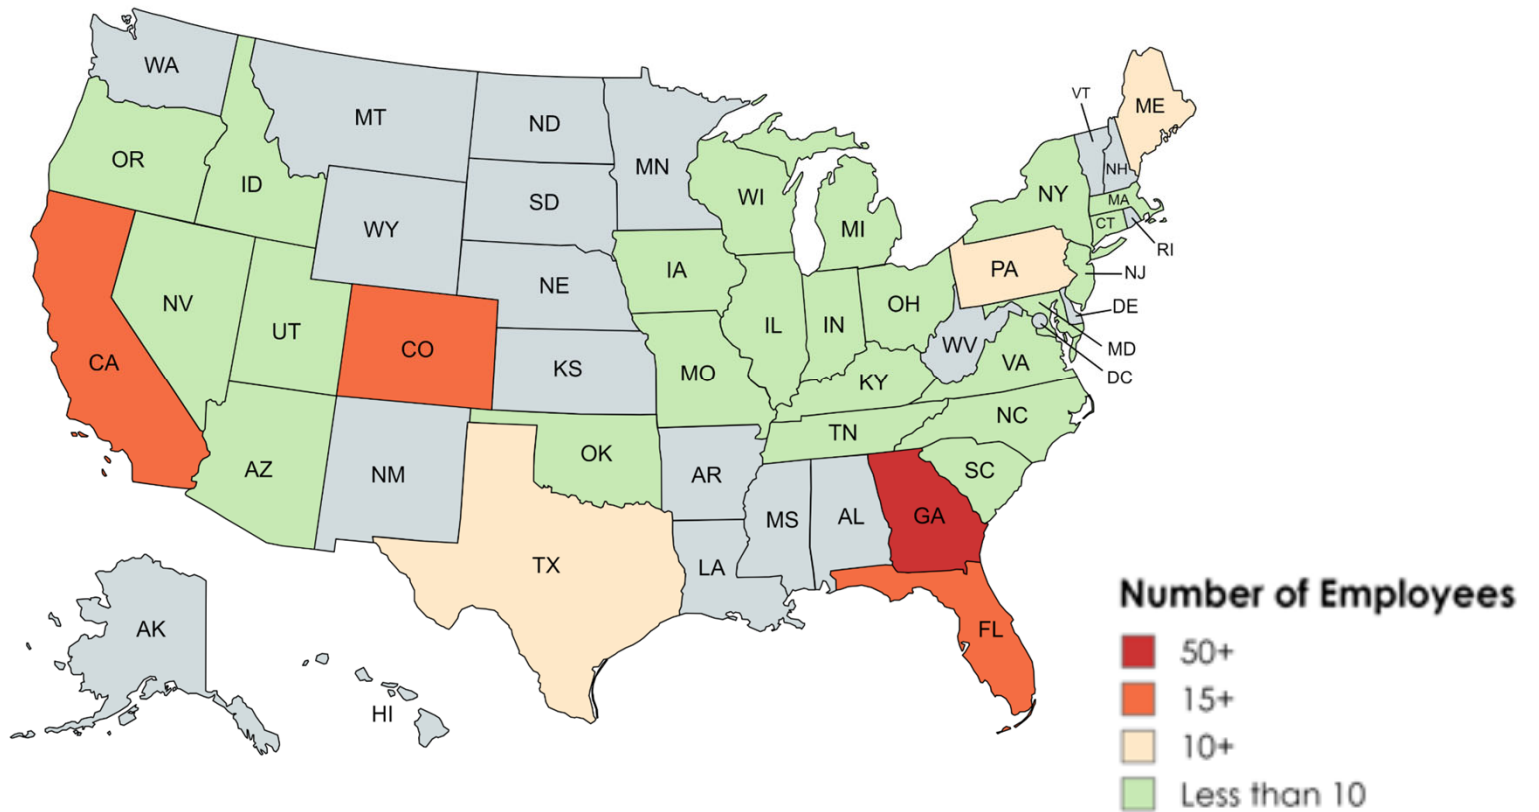 WA
MT
ND
MN
VT
ME
OR
ID
WY
SD
WI
MI
NY
NH
MA
CT
RI
NV
UT
CO
NE
IA
IL
IN
OH
PA
NJ
DE
MD
DC
CA
KS
MO
KY
WV
VA
AZ
NM
OK
AR
TN
NC
SC
TX
LA
MS
AL
GA
FL
AK
HI
Number of Employees
50+
15+
10+
Less than 10